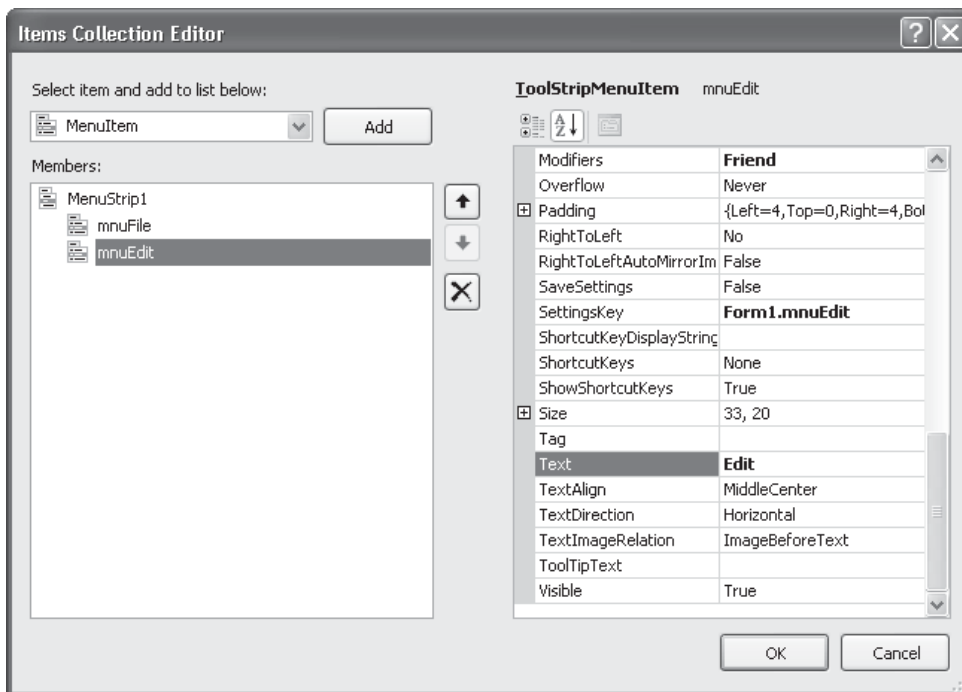 Items Collection Editor
Select item and add to list below:
MenuItem
Add
Members:
MenuStrip1
mnuFile
mnuEdit
ToolStripMenuItem mnuEdit
Modifiers Friend
Overflow Never
Padding {Left=4,Top=0,Right=4,Bot
RightToLeft No
RightToLeftAutoMirrorIm False
SaveSettings False
SettingsKey Form1.mnuEdit
ShortcutKeyDisplayString
ShortcutKeys None
ShowShortcutKeys True
Size 33, 20
Tag
Text Edit
TextAlign MiddleCenter
TextDirection Horizontal
TextImageRelation ImageBeforeText
ToolTipText
Visible True
OK Cancel